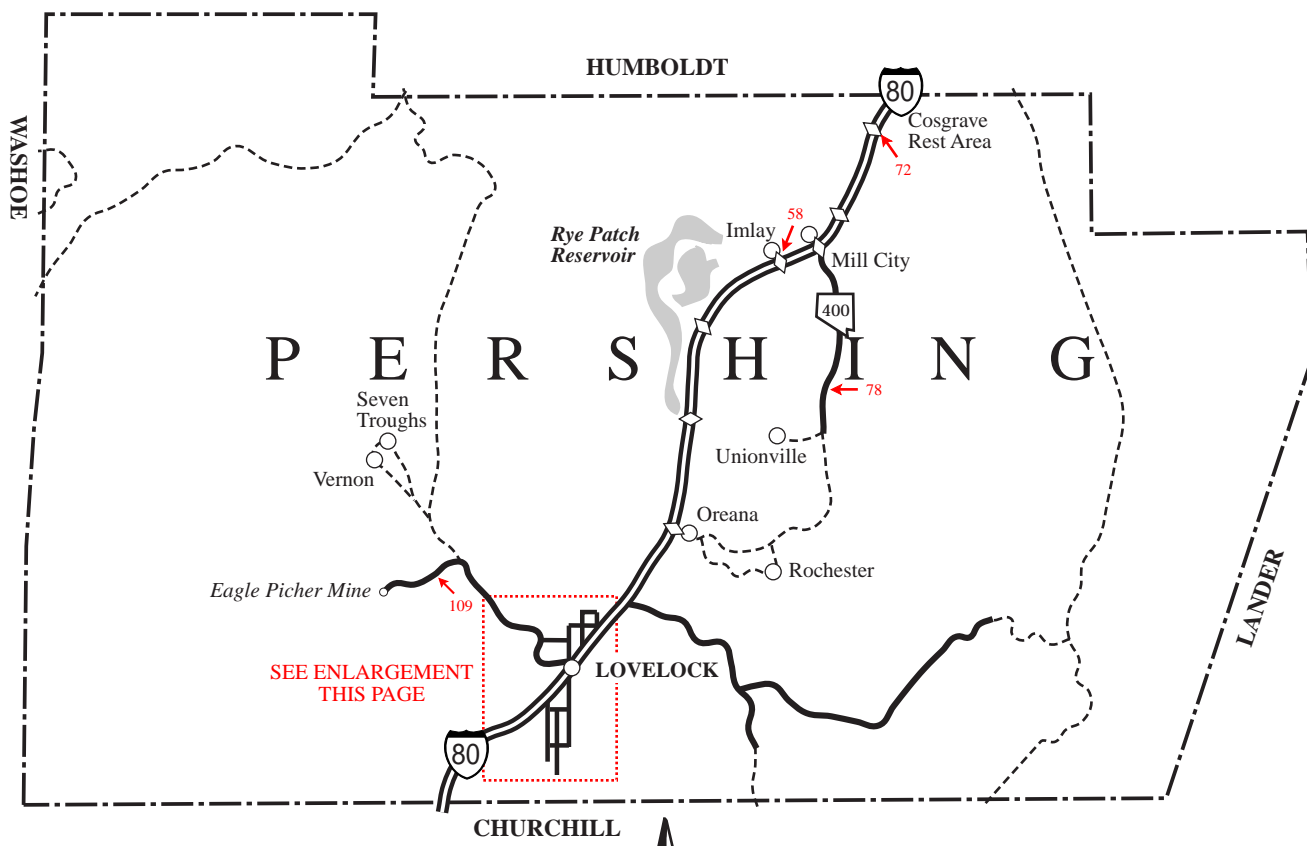 HUMBOLDT
80
Cosgrave
Rest Area
72
WASHOE
Rye Patch
Reservoir
Imlay
58
Mill City
400
PERSHING
78
Seven
Troughs
Vernon
Unionville
Oreana
Rochester
Eagle Picher Mine
109
LANDER
SEE ENLARGEMENT
THIS PAGE
LOVELOCK
80
CHURCHILL